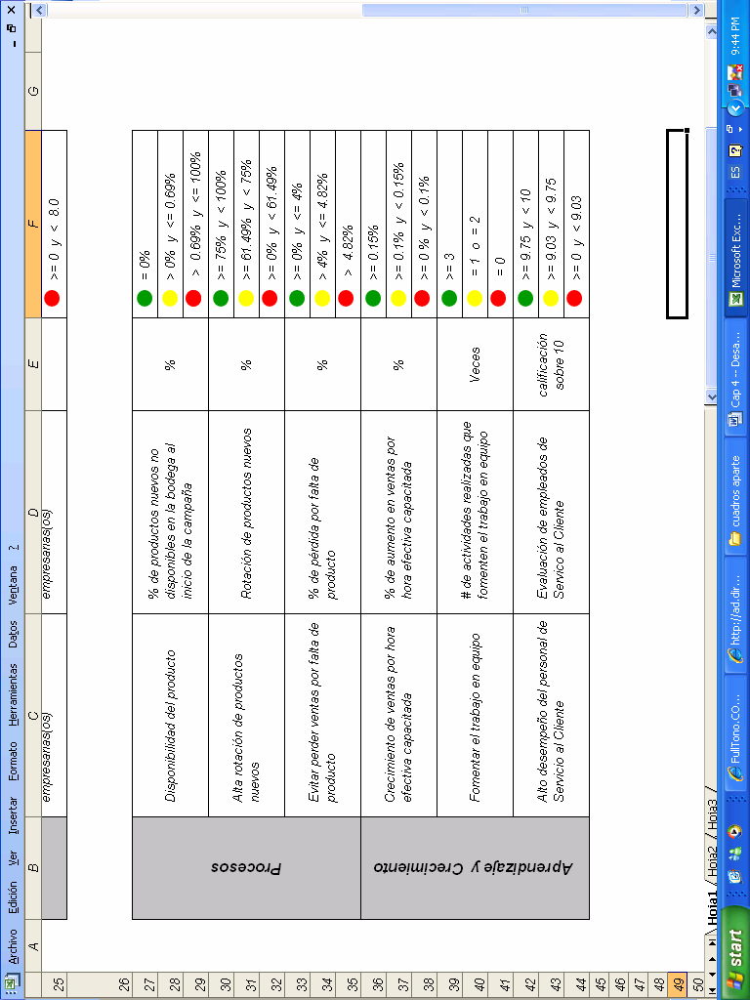 Archivo Edición Ver Insertar Formato Herramientas Datos Ventana ?
A B C D E F G
25 empresarias(os) empresarias(os) >= 0 y < 8.0
26
27 = 0%
28 Procesos Disponibilidad del producto % de productos nuevos no disponibles en la bodega al inicio de la campaña % > 0% y <= 0.69%
29 > 0.69% y <= 100%
30 >= 75% y < 100%
31 Alta rotación de productos nuevos Rotación de productos nuevos % >= 61.49% y < 75%
32 >= 0% y < 61.49%
33 >= 0% y <= 4%
34 Evitar perder ventas por falta de producto % de perdida por falta de producto % > 4% y <= 4.82%
35 > 4.82%
36 >= 0.15%
37 Aprendizaje y Crecimiento Crecimiento de ventas por hora efectiva capacitada % de aumento en ventas por hora efectiva capacitada % >= 0.1% y < 0.15%
38 >= 0 % y < 0.1%
39 >= 3
40 Fomentar el trabajo en equipo # de actividades realizadas que fomenten el trabajo en equipo Veces = 1 o = 2
41 = 0
42 >= 9.75 y < 10
43 Alto desempeño del personal de Servicio al Cliente Evaluación de empleados de Servico al Cliente calificación sobre 10 >= 9.03 y < 9.75
44 >= 0 y < 9.03
45
46
47
48
49
50
Hoja1 Hoja2 Hoja3
start FullTono.CO... http://ad.dir... cuadros aparte Cap 4 -- Desa... Microsoft Exc... ES 9:44 PM